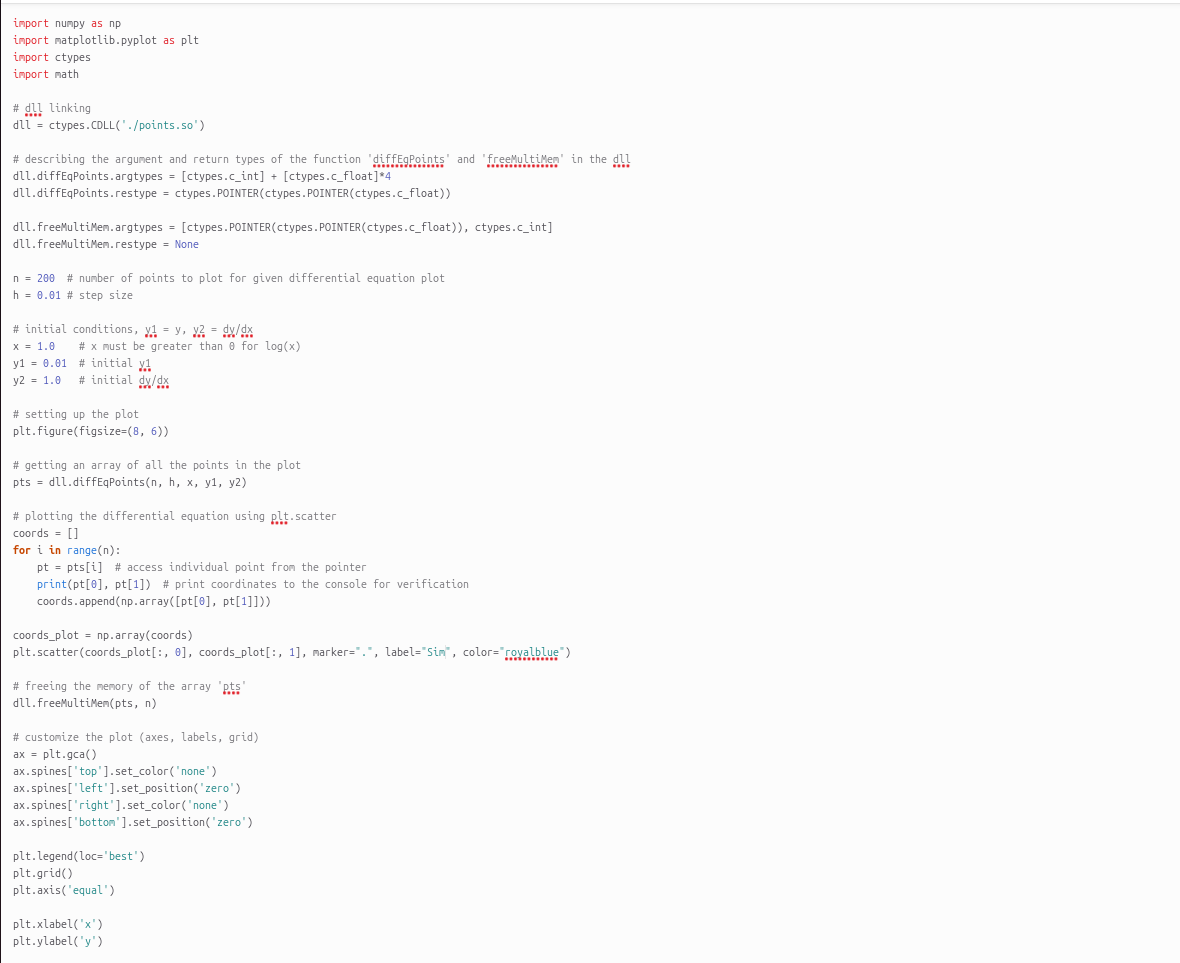 import numpy as np
import matplotlib.pyplot as plt
import ctypes
import math
# dll linking
dll = ctypes.CDLL('./points.so')
# describing the argument and return types of the function 'diffEqPoints' and 'freeMultiMem' in the dll
dll.diffEqPoints.argtypes = [ctypes.c_int] + [ctypes.c_float]*4
dll.diffEqPoints.restype = ctypes.POINTER(ctypes.POINTER(ctypes.c_float))
dll.freeMultiMem.argtypes = [ctypes.POINTER(ctypes.POINTER(ctypes.c_float)), ctypes.c_int]
dll.freeMultiMem.restype = None
n = 200  # number of points to plot for given differential equation plot
h = 0.01 # step size
# initial conditions, y1 = y, y2 = dy/dx
x = 1.0    # x must be greater than 0 for log(x)
y1 = 0.01  # initial y1
y2 = 1.0   # initial dy/dx
# setting up the plot
plt.figure(figsize=(8, 6))
# getting an array of all the points in the plot
pts = dll.diffEqPoints(n, h, x, y1, y2)
# plotting the differential equation using plt.scatter
coords = []
for i in range(n):
    pt = pts[i]  # access individual point from the pointer
    print(pt[0], pt[1])  # print coordinates to the console for verification
    coords.append(np.array([pt[0], pt[1]]))
coords_plot = np.array(coords)
plt.scatter(coords_plot[:, 0], coords_plot[:, 1], marker=".", label="Sim", color="royalblue")
# freeing the memory of the array 'pts'
dll.freeMultiMem(pts, n)
# customize the plot (axes, labels, grid)
ax = plt.gca()
ax.spines['top'].set_color('none')
ax.spines['left'].set_position('zero')
ax.spines['right'].set_color('none')
ax.spines['bottom'].set_position('zero')
plt.legend(loc='best')
plt.grid()
plt.axis('equal')
plt.xlabel('x')
plt.ylabel('y')